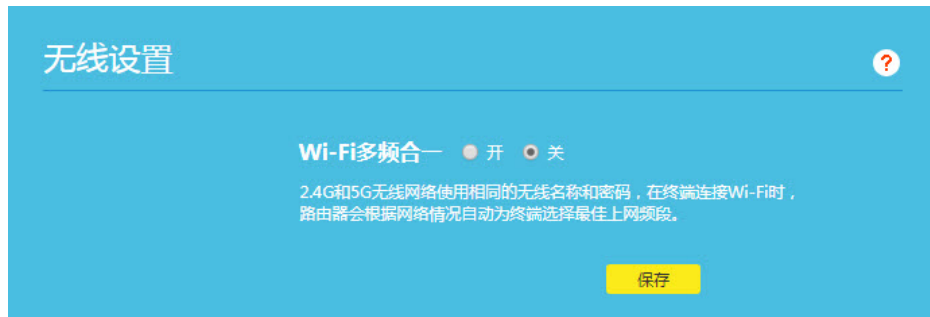 无线设置
?
Wi-Fi多频合一 开 关
2.4G和5G无线网络使用相同的无线名称和密码，在终端连接Wi-Fi时，
路由器会根据网络情况自动为终端选择最佳上网频段。
保存